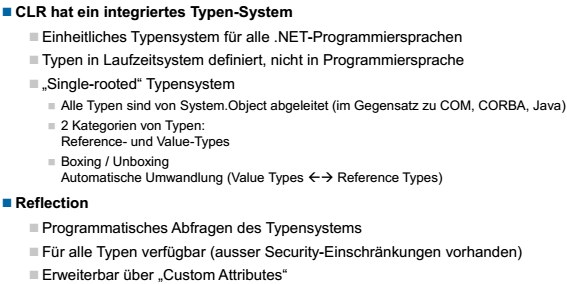 CLR hat ein integriertes Typen-System
Einheitliches Typensystem für alle .NET-Programmiersprachen
Typen in Laufzeitsystem definiert, nicht in Programmiersprache
„Single-rooted“ Typensystem
Alle Typen sind von System.Object abgeleitet (im Gegensatz zu COM, CORBA, Java)
2 Kategorien von Typen:
Reference- und Value-Types
Boxing / Unboxing
Automatische Umwandlung (Value Types ←→ Reference Types)
Reflection
Programmatisches Abfragen des Typensystems
Für alle Typen verfügbar (ausser Security-Einschränkungen vorhanden)
Erweiterbar über „Custom Attributes“